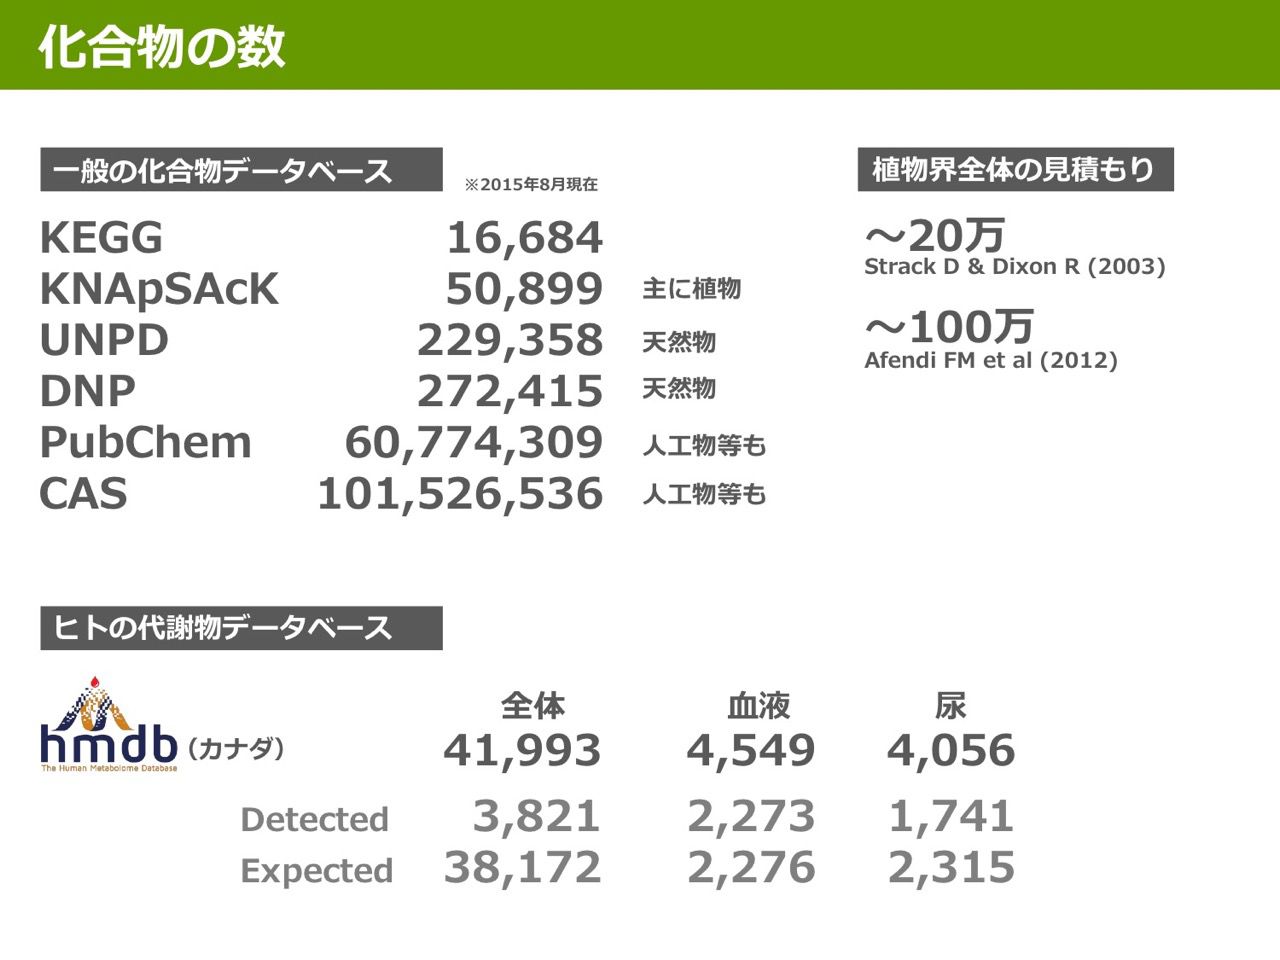 化合物の数
一般の化合物データベース
※2015年8月現在
KEGG 16,684
KNApSAcK 50,899 主に植物
UNPD 229,358 天然物
DNP 272,415 天然物
PubChem 60,774,309 人工物等も
CAS 101,526,536 人工物等も
植物界全体の見積もり
～20万
Strack D & Dixon R (2003)
～100万
Afendi FM et al (2012)
ヒトの代謝物データベース
全体 血液 尿
hmdb（カナダ） 41,993 4,549 4,056
The Human Metabolome Database
Detected 3,821 2,273 1,741
Expected 38,172 2,276 2,315